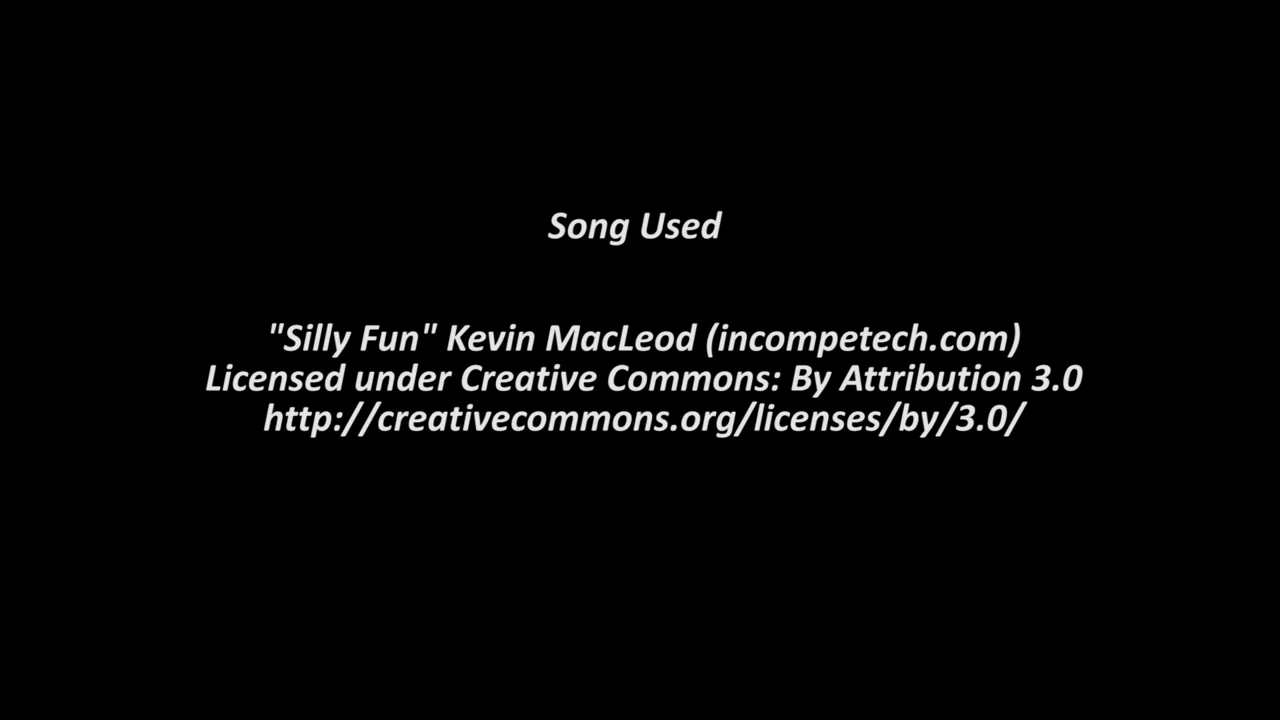 Song Used
"Silly Fun" Kevin MacLeod (incompetech.com)
Licensed under Creative Commons: By Attribution 3.0
http://creativecommons.org/licenses/by/3.0/